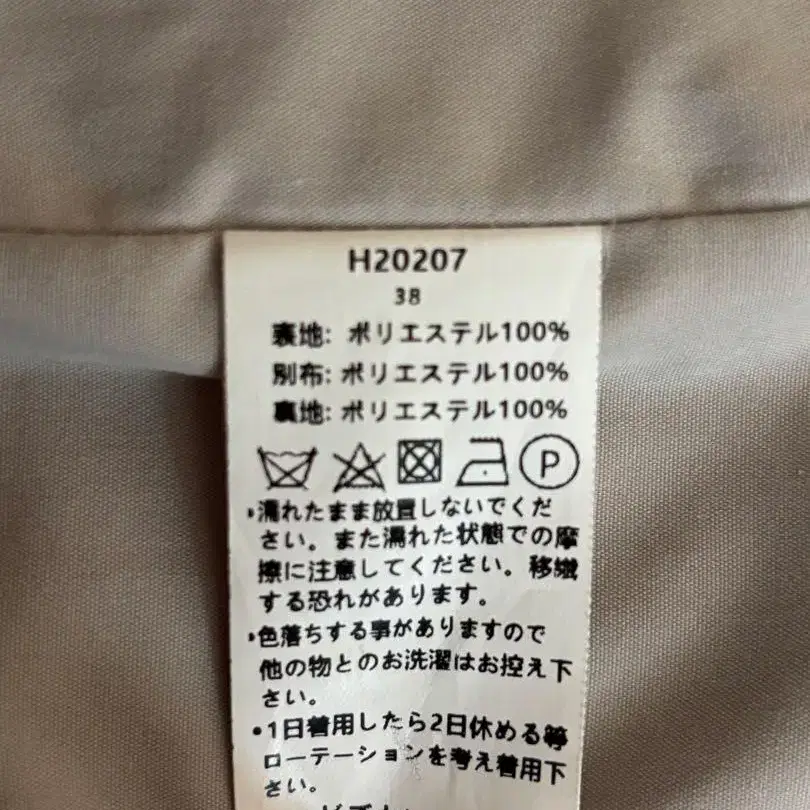 H20207
38
裏地: ポリエステル100%
別布: ポリエステル100%
裏地: ポリエステル100%
P
・濡れたまま放置しないでくだ
さい。また濡れた状態での摩
擦に注意してください。移繊
する恐れがあります。
・色落ちする事がありますので
他の物とのお洗濯はお控え下
さい。
・1日着用したら2日休める等
ローテーションを考え着用下
さい。